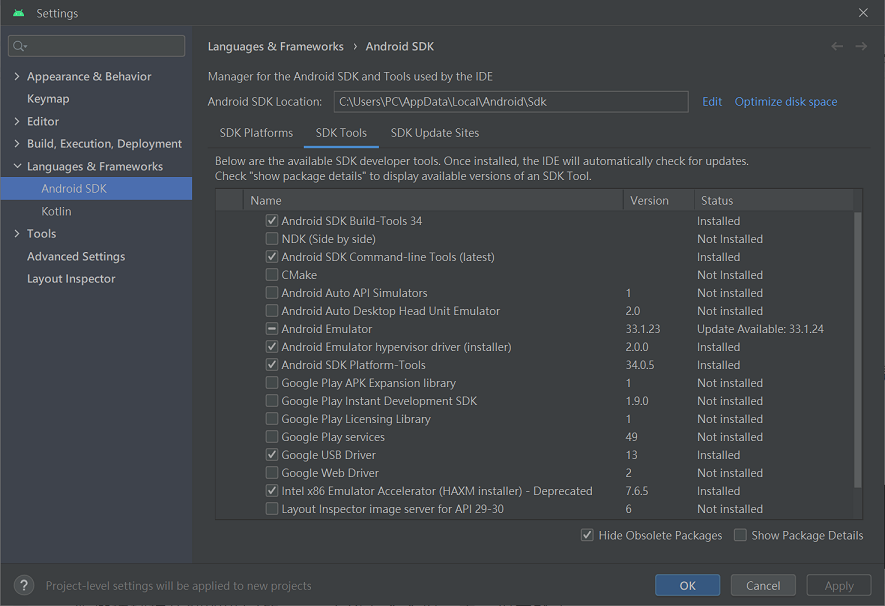 Settings
Languages & Frameworks › Android SDK
Appearance & Behavior
Keymap
Editor
Build, Execution, Deployment
Languages & Frameworks
Android SDK
Kotlin
Tools
Advanced Settings
Layout Inspector
Manager for the Android SDK and Tools used by the IDE
Android SDK Location: C:\Users\PC\AppData\Local\Android\Sdk Edit Optimize disk space
SDK Platforms SDK Tools SDK Update Sites
Below are the available SDK developer tools. Once installed, the IDE will automatically check for updates.
Check "show package details" to display available versions of an SDK Tool.
Name Version Status
Android SDK Build-Tools 34 Installed
NDK (Side by side) Not Installed
Android SDK Command-line Tools (latest) Installed
CMake Not Installed
Android Auto API Simulators 1 Not installed
Android Auto Desktop Head Unit Emulator 2.0 Not installed
Android Emulator 33.1.23 Update Available: 33.1.24
Android Emulator hypervisor driver (installer) 2.0.0 Installed
Android SDK Platform-Tools 34.0.5 Installed
Google Play APK Expansion library 1 Not installed
Google Play Instant Development SDK 1.9.0 Not installed
Google Play Licensing Library 1 Not installed
Google Play services 49 Not installed
Google USB Driver 13 Installed
Google Web Driver 2 Not installed
Intel x86 Emulator Accelerator (HAXM installer) - Deprecated 7.6.5 Installed
Layout Inspector image server for API 29-30 6 Not installed
Hide Obsolete Packages Show Package Details
? Project-level settings will be applied to new projects
OK Cancel Apply